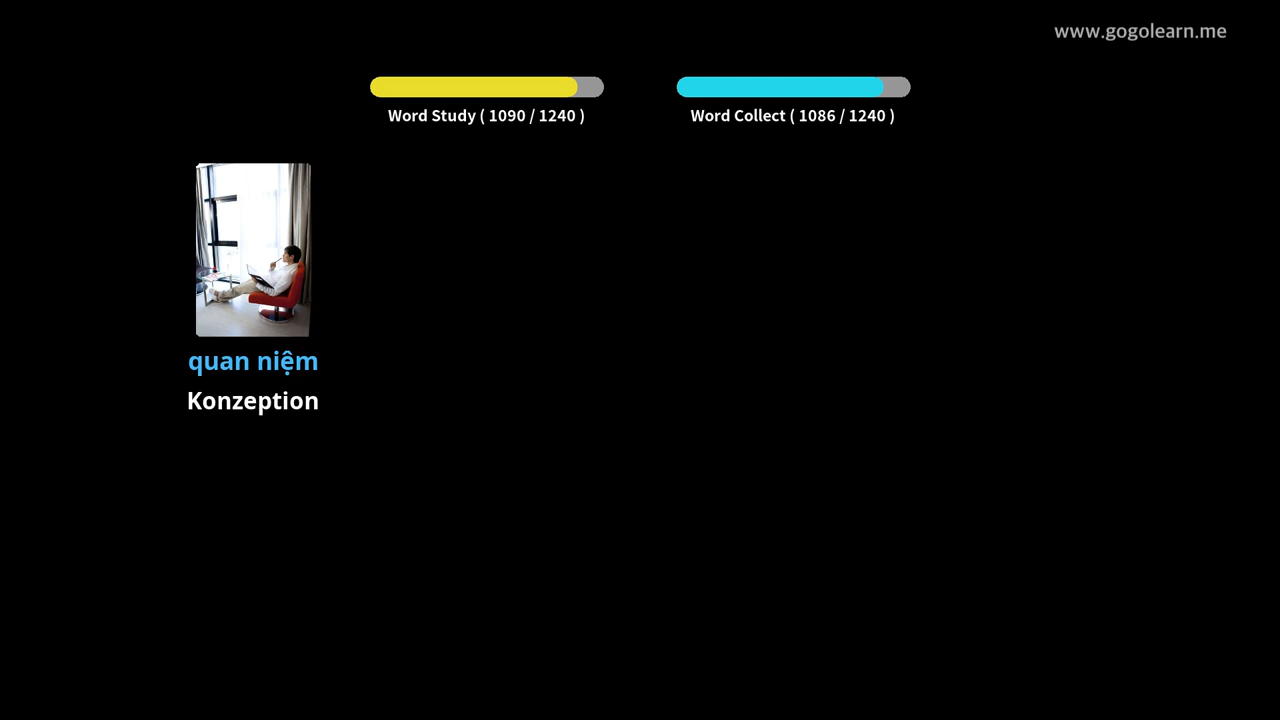 www.gogolearn.me
Word Study ( 1090 / 1240 )
Word Collect ( 1086 / 1240 )
quan niệm
Konzeption